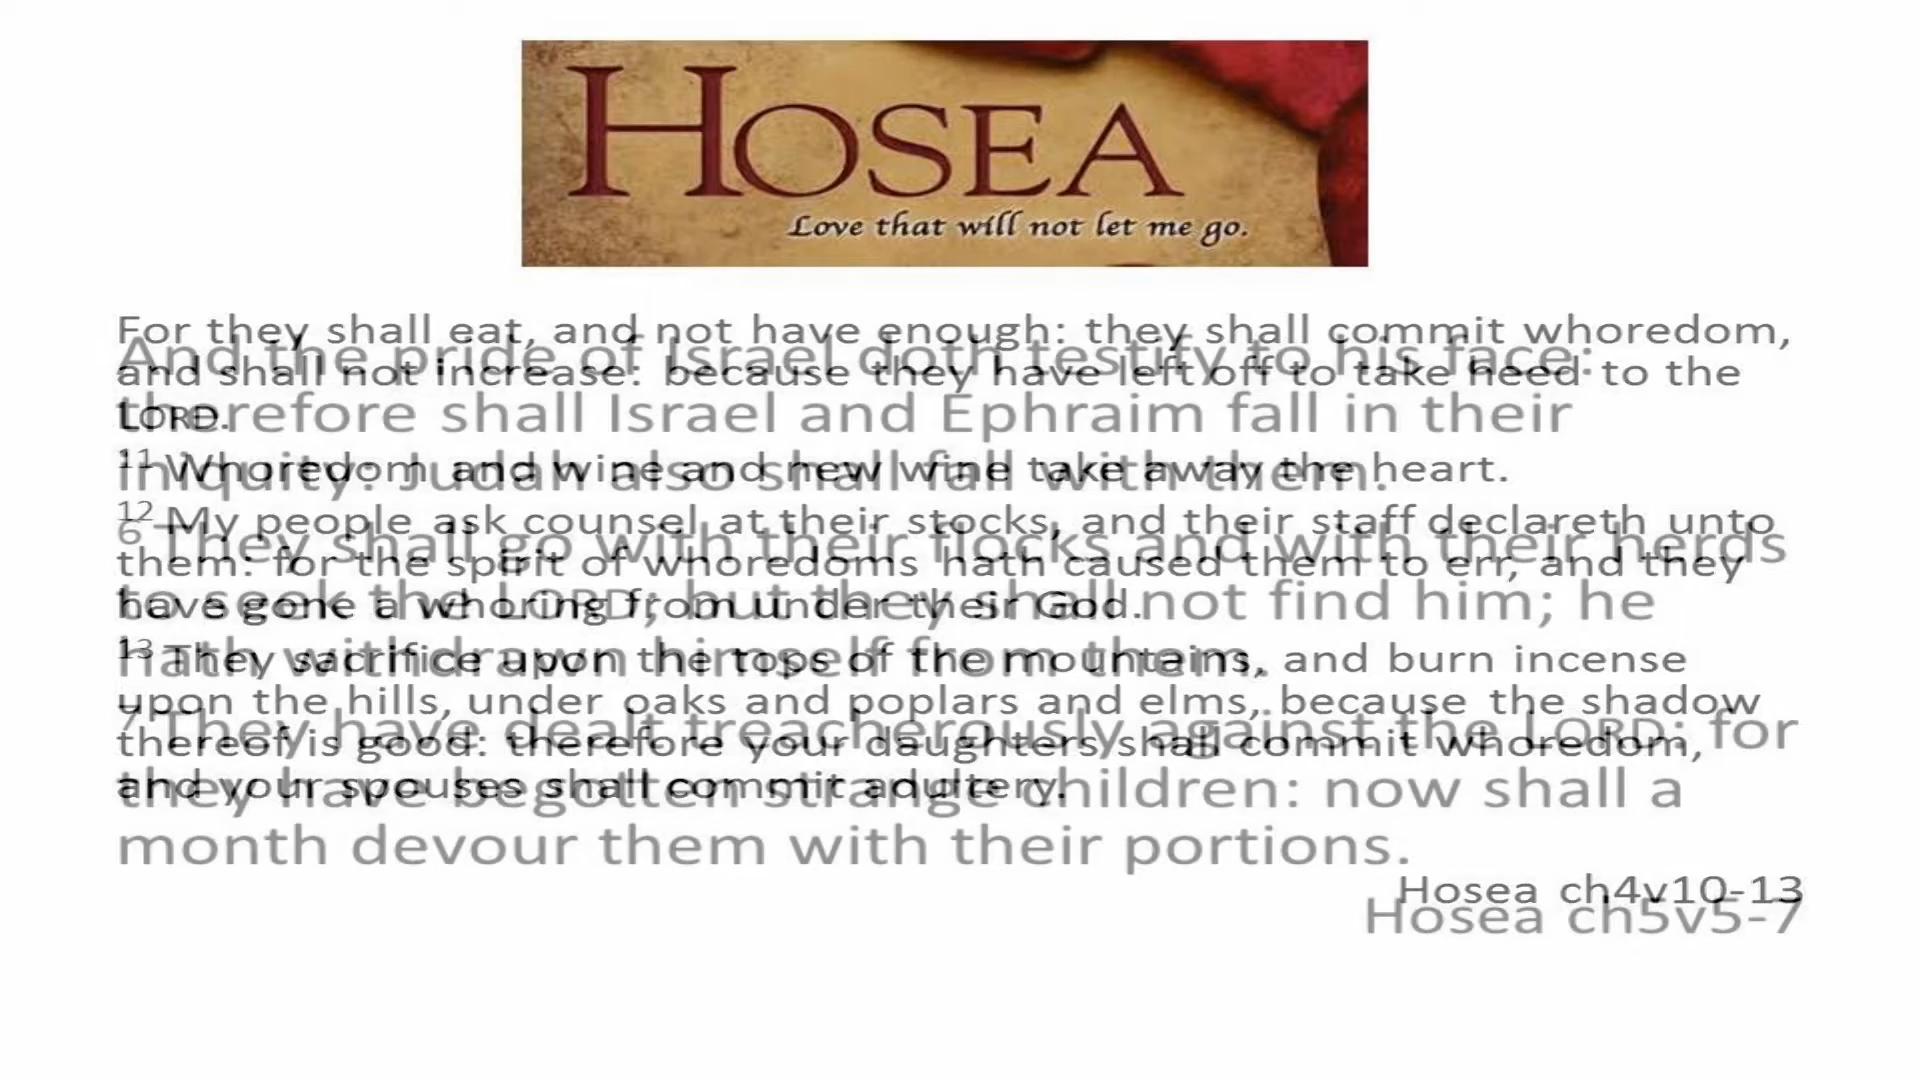 HOSEA
Love that will not let me go.
For they shall eat, and not have enough: they shall commit whoredom,
and shall not increase: because they have left off to take heed to the
LORD.
11 Whoredom and wine and new wine take away the heart.
12 My people ask counsel at their stocks, and their staff declareth unto
them: for the spirit of whoredoms hath caused them to err, and they
have gone a whoring from under their God.
13 They sacrifice upon the tops of the mountains, and burn incense
upon the hills, under oaks and poplars and elms, because the shadow
thereof is good: therefore your daughters shall commit whoredom,
and your spouses shall commit adultery.
Hosea ch4v10-13
And the pride of Israel doth testify to his face:
therefore shall Israel and Ephraim fall in their
iniquity: Judah also shall fall with them.
6 They shall go with their flocks and with their herds
to seek the LORD; but they shall not find him; he
hath withdrawn himself from them.
7 They have dealt treacherously against the LORD: for
they have begotten strange children: now shall a
month devour them with their portions.
Hosea ch5v5-7